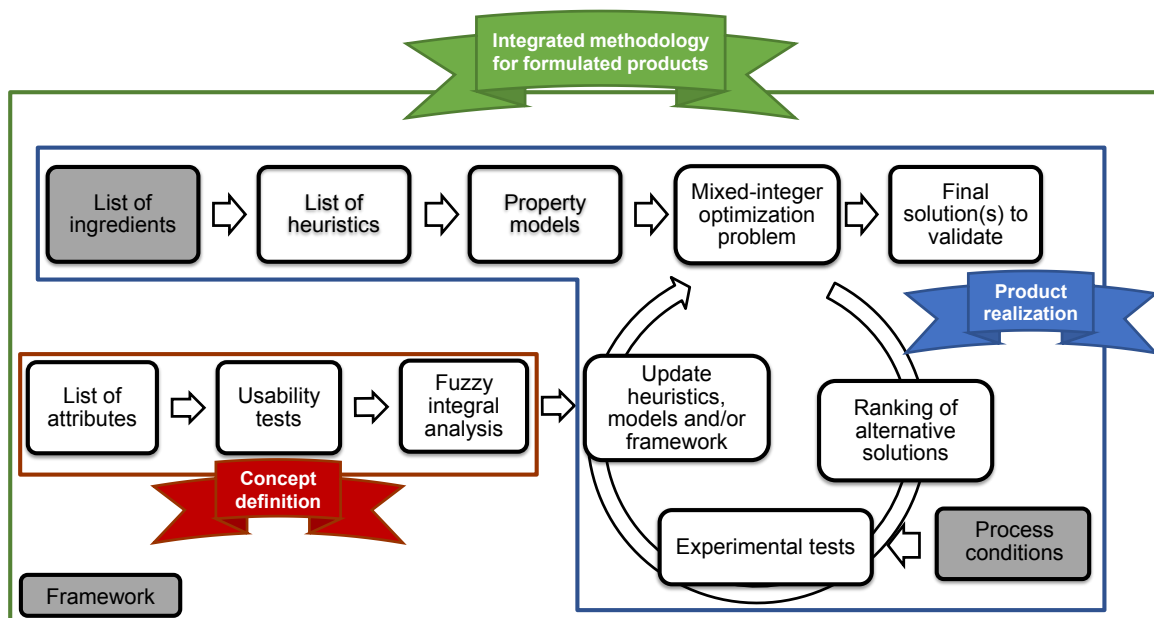 Integrated methodology
for formulated products
List of
ingredients
List of
heuristics
Property
models
Mixed-integer
optimization
problem
Final
solution(s) to
validate
Product
realization
List of
attributes
Usability
tests
Fuzzy
integral
analysis
Update
heuristics,
models and/or
framework
Ranking of
alternative
solutions
Concept
definition
Experimental tests
Process
conditions
Framework